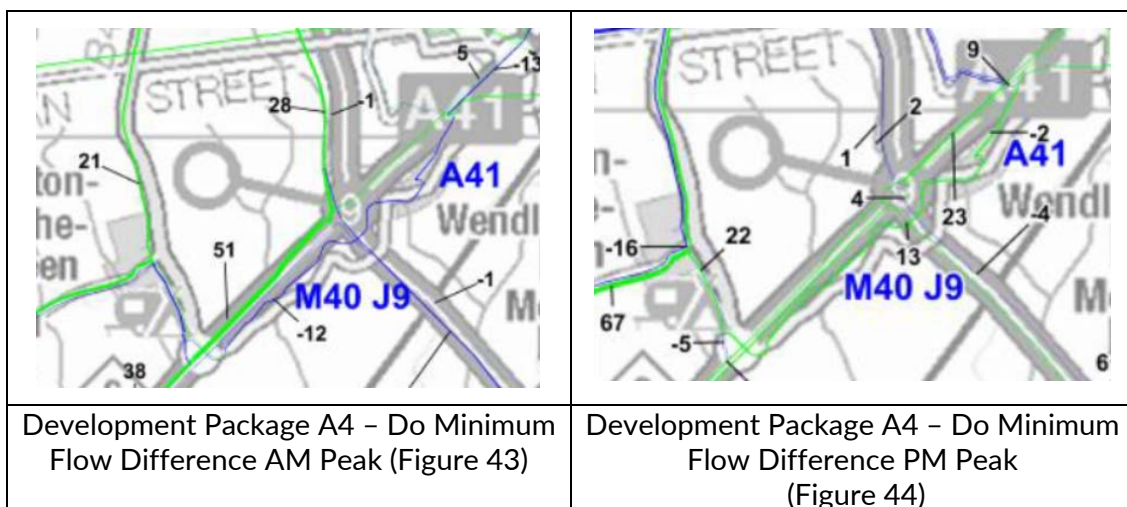 STREET
28
-1
5
-13
A41
21
ton-
he-
een
A41
Wendl
51
M40 J9
-1
-12
38
M
STREET
9
2
1
A41
-2
A41
Wendl
4
23
-4
-16
22
13
M40 J9
67
-5
M
6
Development Package A4 – Do Minimum
Flow Difference AM Peak (Figure 43)
Development Package A4 – Do Minimum
Flow Difference PM Peak
(Figure 44)